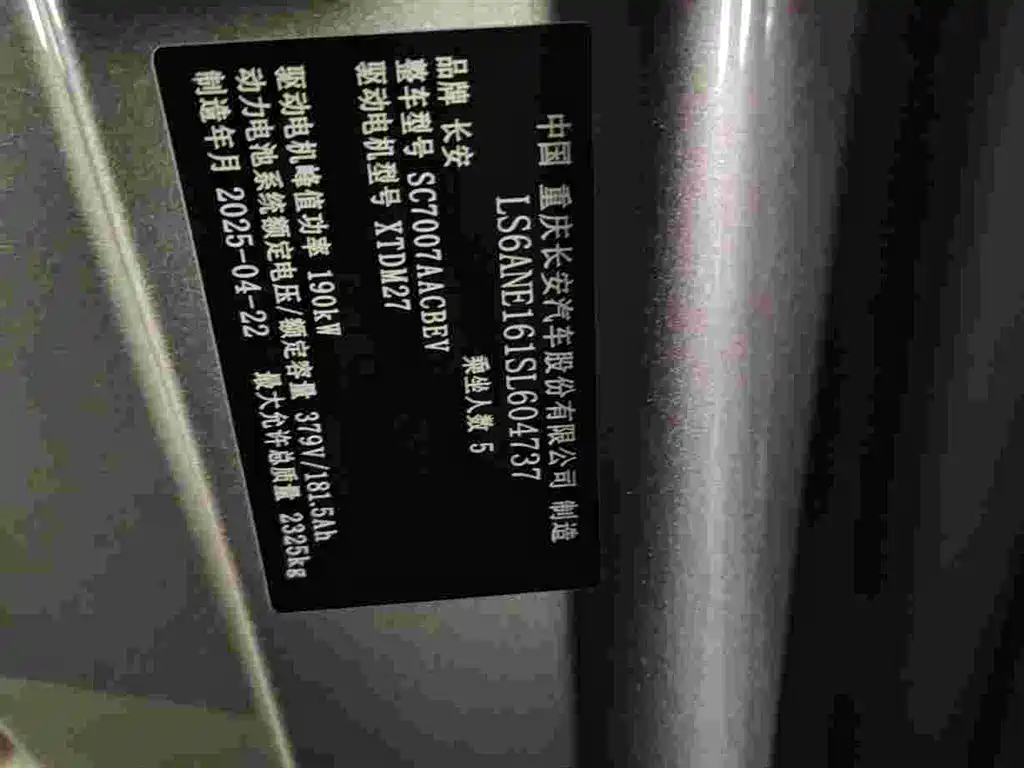 中国 重庆长安汽车股份有限公司 制造
LS6ANE161SL604737
品牌 长安 乘坐人数 5
整车型号 SC7007AACBEV
驱动电机型号 XTDM27
驱动电机峰值功率 190kW
动力电池系统额定电压/额定容量 379V/181.5Ah
制造年月 2025-04-22 最大允许总质量 2325kg